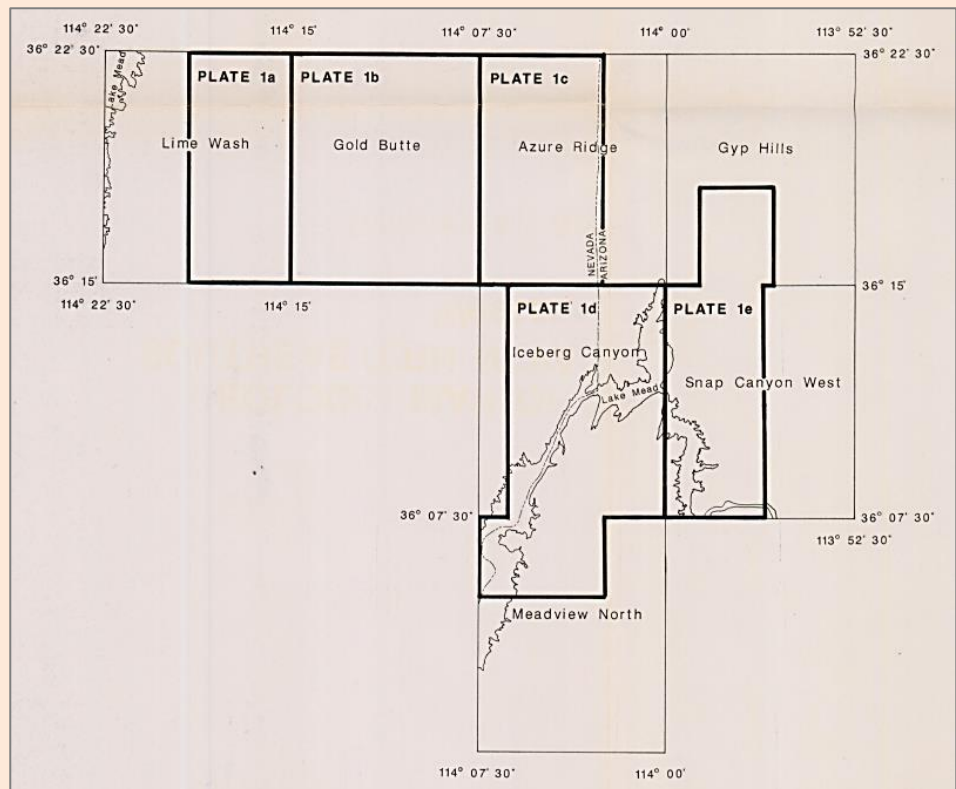 114° 22' 30"
114° 15'
114° 07' 30"
114° 00'
113° 52' 30"
36° 22' 30"
36° 22' 30"
Lake Mead
PLATE 1a
PLATE 1b
PLATE 1c
Lime Wash
Gold Butte
Azure Ridge
Gyp Hills
NEVADA
ARIZONA
36° 15'
36° 15'
114° 22' 30"
114° 15'
PLATE 1d
PLATE 1e
Iceberg Canyon
Lake Mead
Snap Canyon West
36° 07' 30"
36° 07' 30"
113° 52' 30"
Meadview North
114° 07' 30"
114° 00'